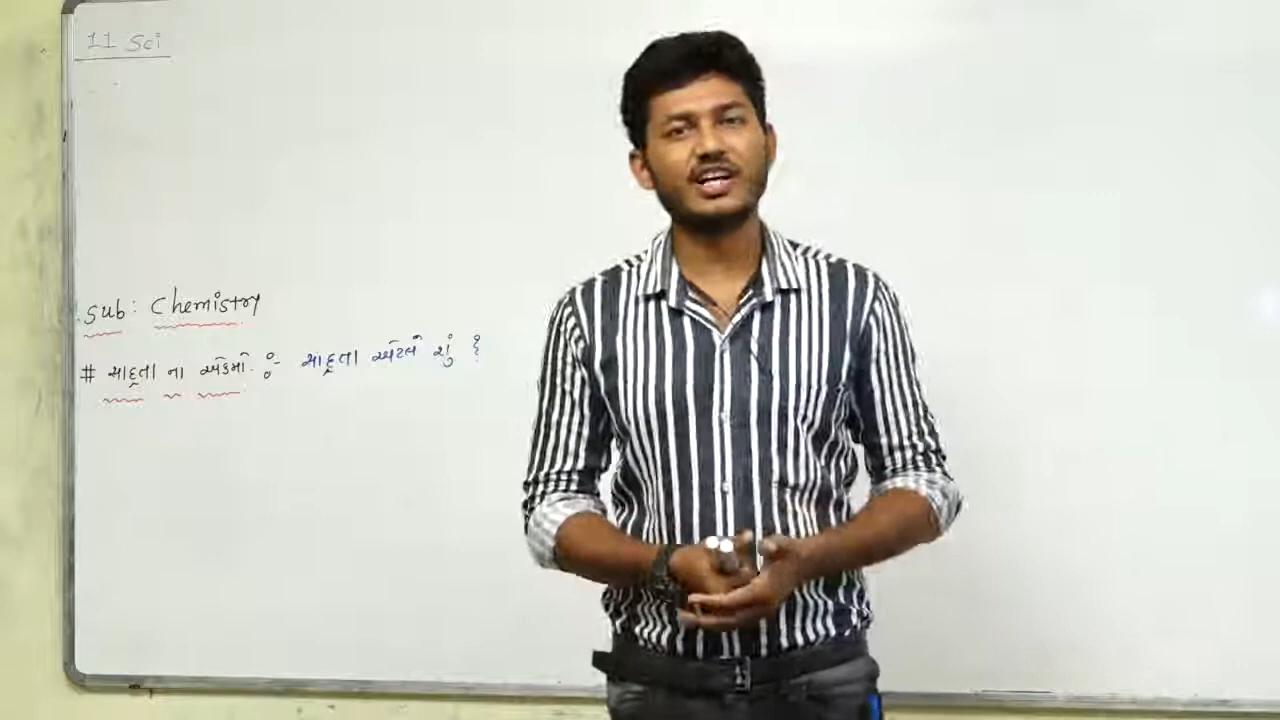 11 Sci
Sub: Chemistry
# સાંદ્રતા ના એકમો :- સાંદ્રતા એટલે શું ?